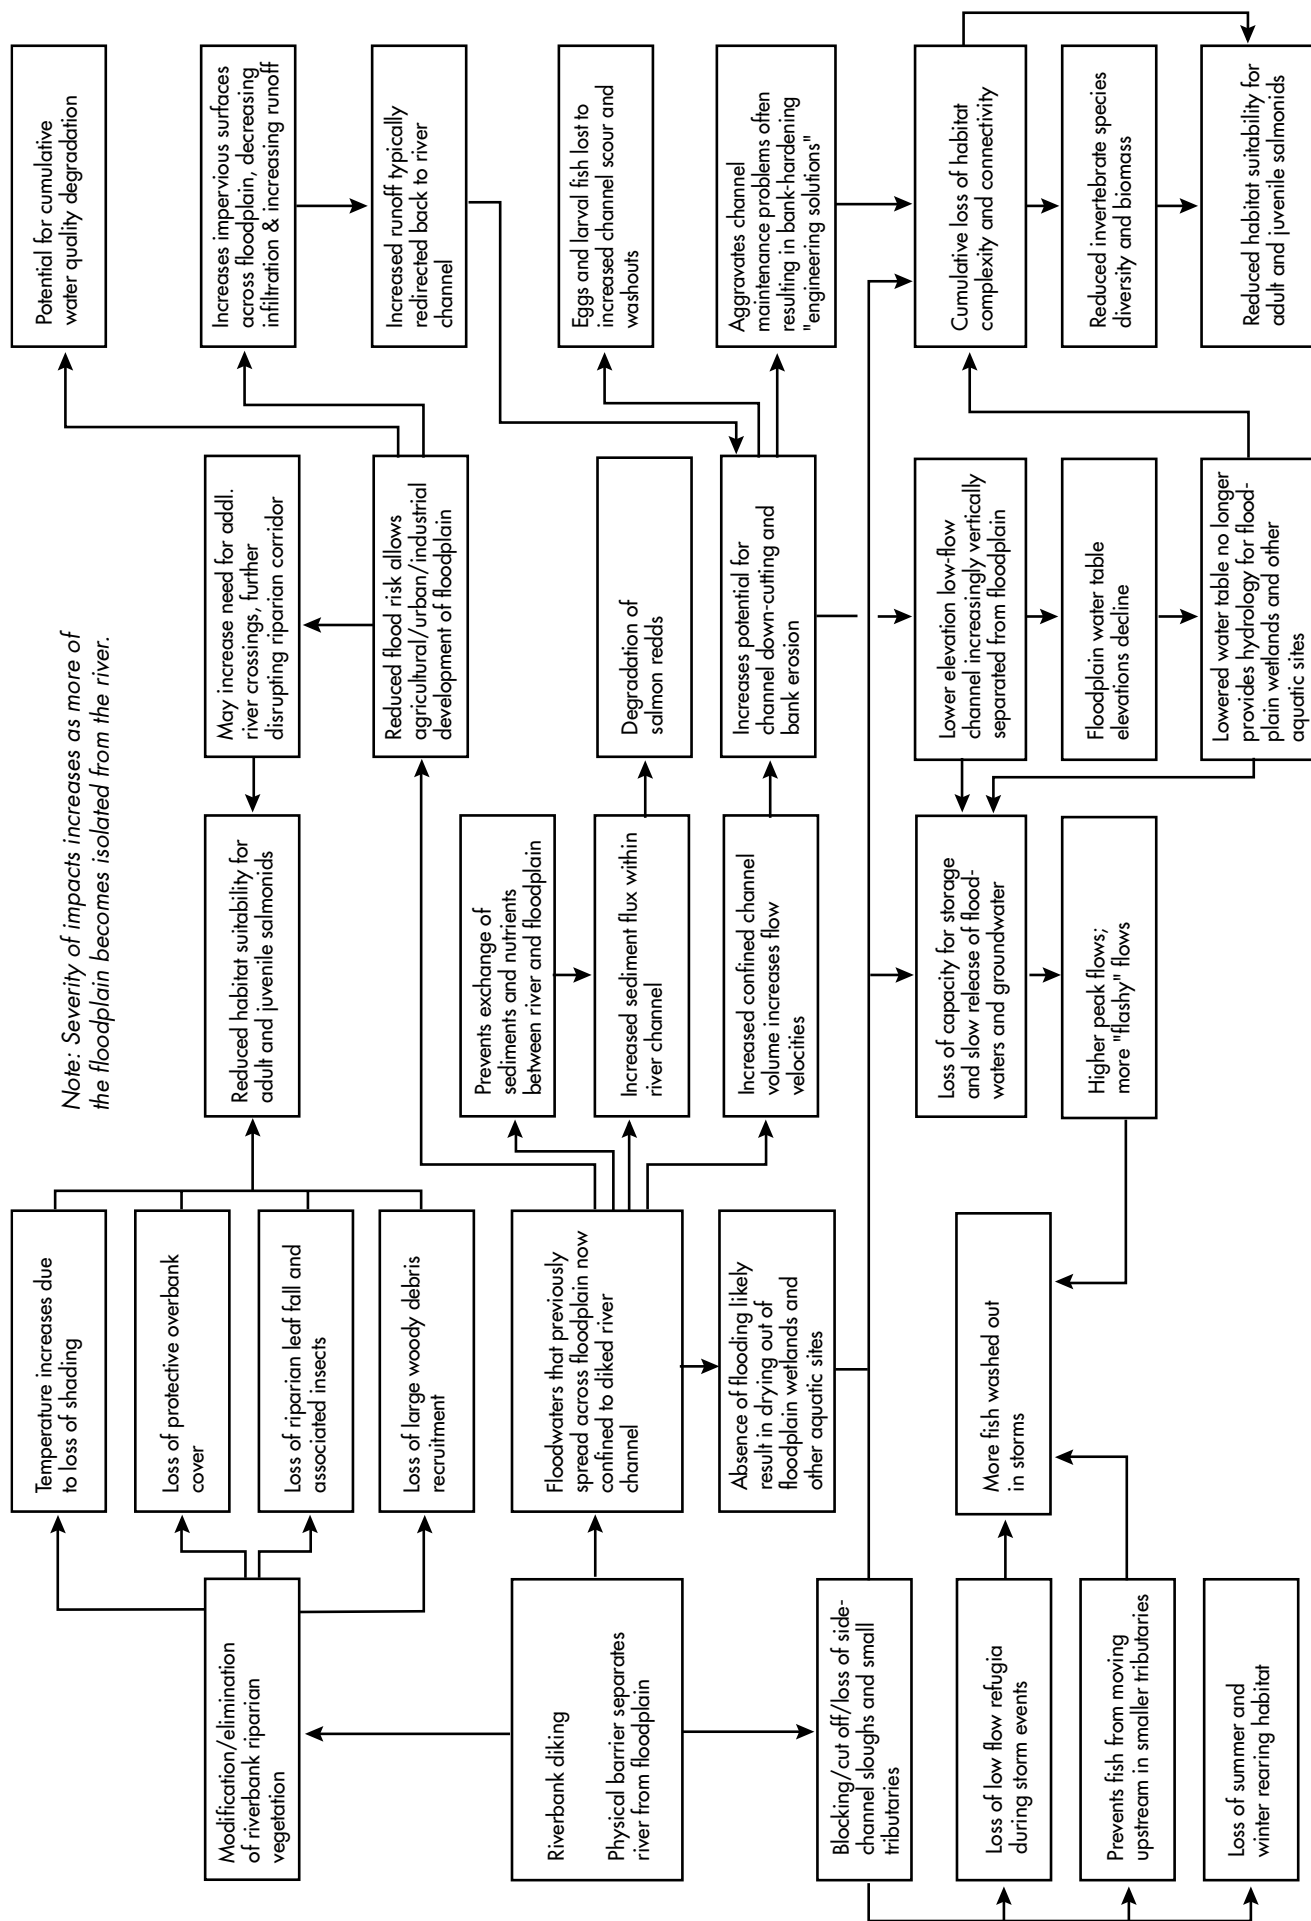 Note: Severity of impacts increases as more of
the floodplain becomes isolated from the river.
Modification/elimination
of riverbank riparian
vegetation
Riverbank diking
Physical barrier separates
river from floodplain
Blocking/cut off/loss of side-
channel sloughs and small
tributaries
Loss of low flow refugia
during storm events
Prevents fish from moving
upstream in smaller tributaries
Loss of summer and
winter rearing habitat
Temperature increases due
to loss of shading
Loss of protective overbank
cover
Loss of riparian leaf fall and
associated insects
Loss of large woody debris
recruitment
Floodwaters that previously
spread across floodplain now
confined to diked river
channel
Absence of flooding likely
result in drying out of
floodplain wetlands and
other aquatic sites
More fish washed out
in storms
Reduced habitat suitability for
adult and juvenile salmonids
Prevents exchange of
sediments and nutrients
between river and floodplain
Increased sediment flux within
river channel
Increased confined channel
volume increases flow
velocities
Loss of capacity for storage
and slow release of flood-
waters and groundwater
Higher peak flows;
more "flashy" flows
May increase need for addl.
river crossings, further
disrupting riparian corridor
Reduced flood risk allows
agricultural/urban/industrial
development of floodplain
Degradation of
salmon redds
Increases potential for
channel down-cutting and
bank erosion
Lower elevation low-flow
channel increasingly vertically
separated from floodplain
Floodplain water table
elevations decline
Lowered water table no longer
provides hydrology for flood-
plain wetlands and other
aquatic sites
Potential for cumulative
water quality degradation
Increases impervious surfaces
across floodplain, decreasing
infiltration & increasing runoff
Increased runoff typically
redirected back to river
channel
Eggs and larval fish lost to
increased channel scour and
washouts
Aggravates channel
maintenance problems often
resulting in bank-hardening
"engineering solutions"
Cumulative loss of habitat
complexity and connectivity
Reduced invertebrate species
diversity and biomass
Reduced habitat suitability for
adult and juvenile salmonids